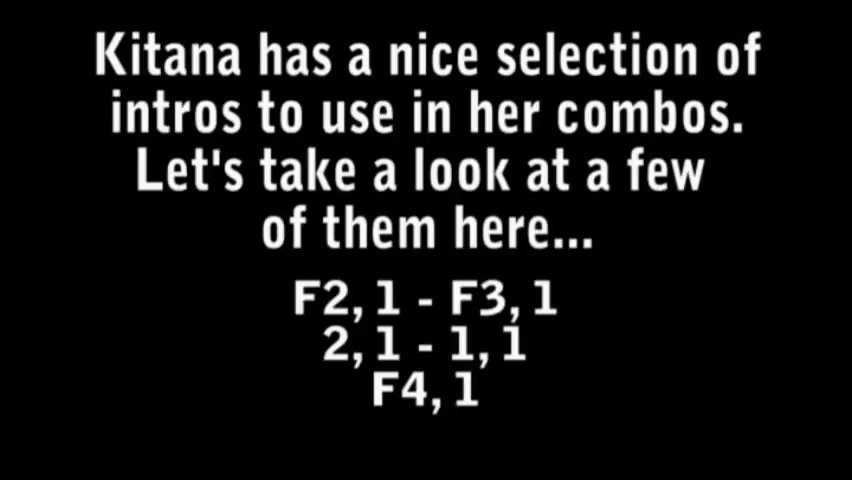 Kitana has a nice selection of
intros to use in her combos.
Let's take a look at a few
of them here...
F2, 1 - F3, 1
2, 1 - 1, 1
F4, 1